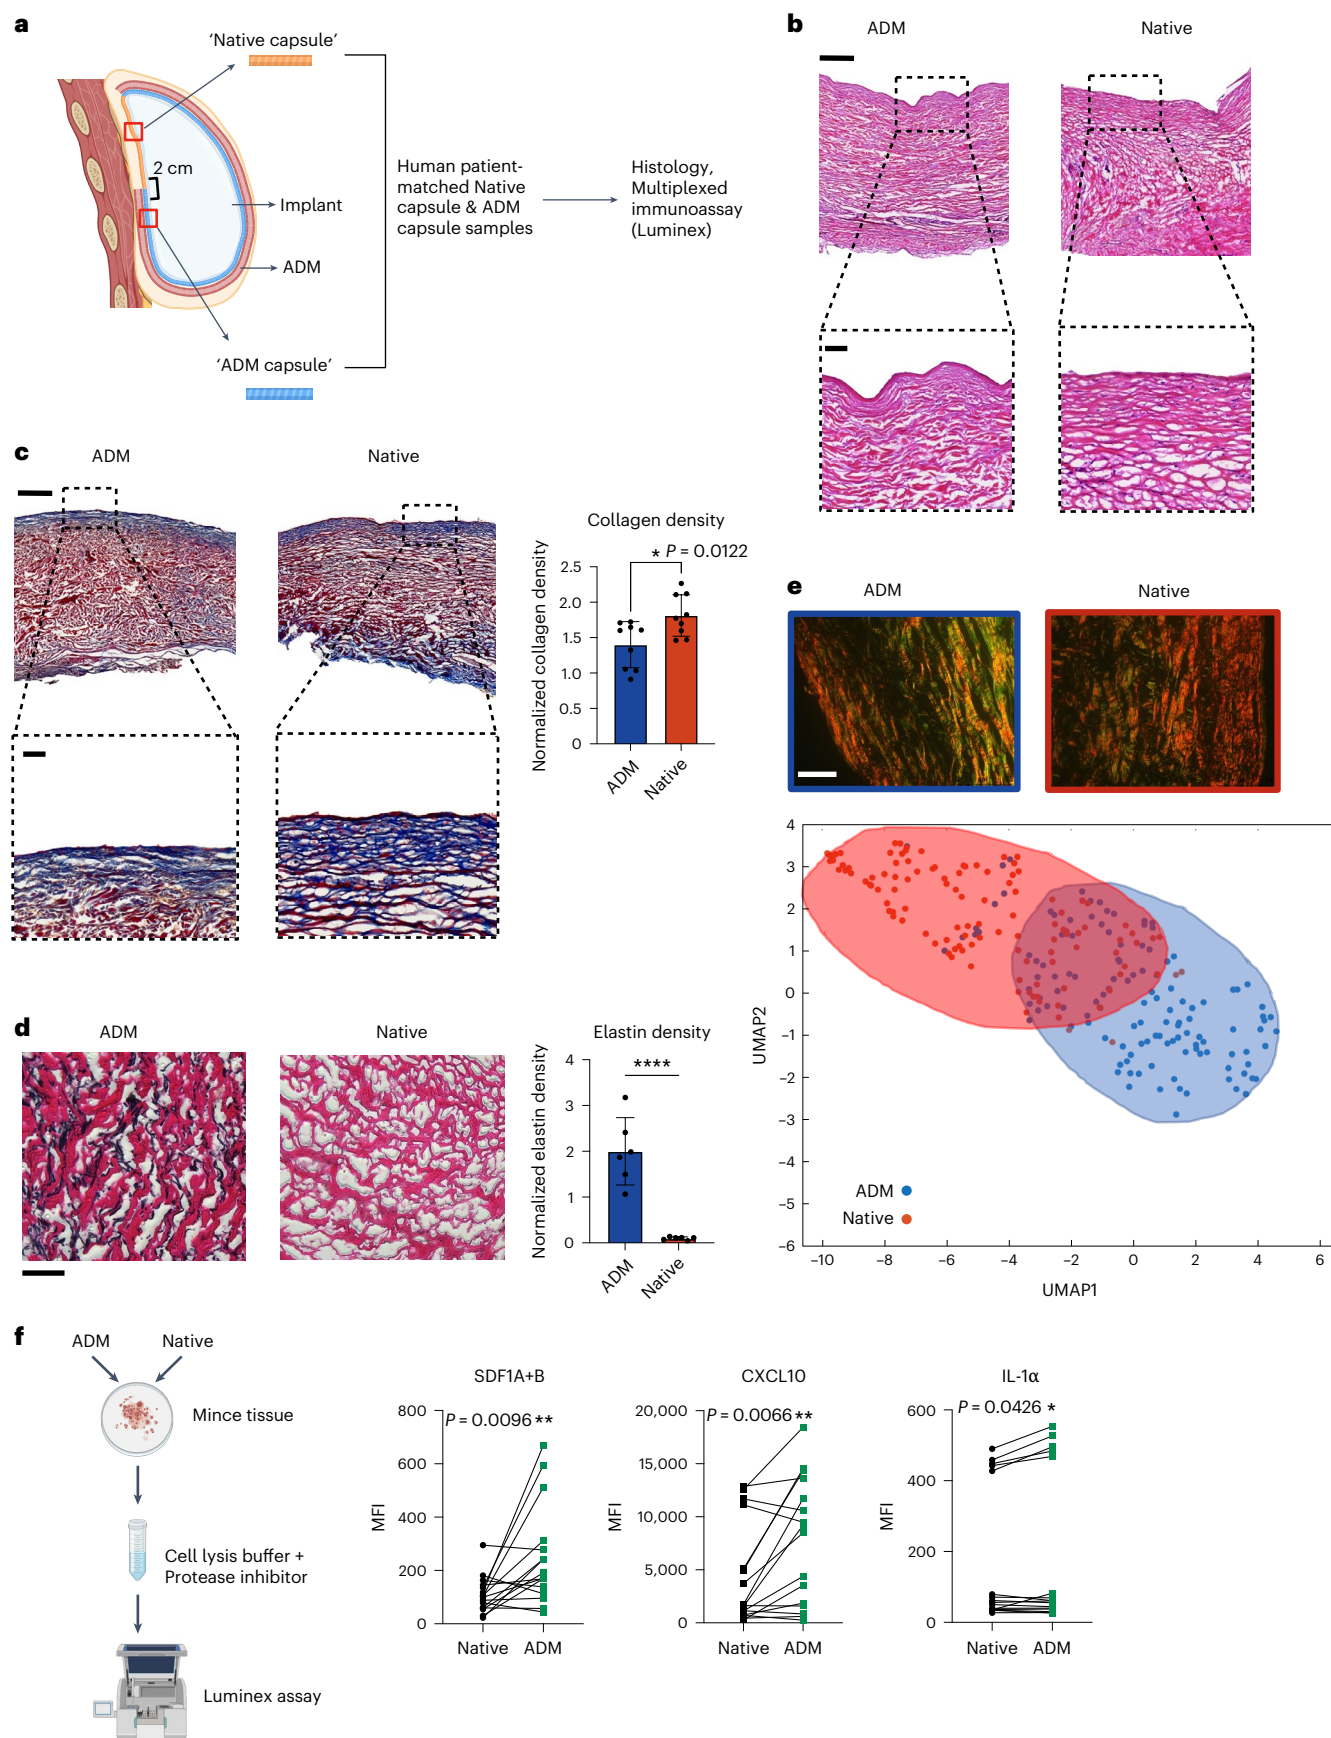 a
'Native capsule'
2 cm
Implant
ADM
'ADM capsule'
Human patient-
matched Native
capsule & ADM
capsule samples
Histology,
Multiplexed
immunoassay
(Luminex)
b
ADM
Native
c
ADM
Native
Collagen density
* P = 0.0122
Normalized collagen density
2.5
2.0
1.5
1.0
0.5
0
ADM
Native
d
ADM
Native
Elastin density
****
Normalized elastin density
4
3
2
1
0
ADM
Native
e
ADM
Native
UMAP2
4
3
2
1
0
−1
−2
−3
−4
−5
−6
ADM
Native
−10
−8
−6
−4
−2
0
2
4
6
UMAP1
f
ADM
Native
Mince tissue
Cell lysis buffer +
Protease inhibitor
Luminex assay
SDF1A+B
P = 0.0096 **
MFI
800
600
400
200
0
Native
ADM
CXCL10
P = 0.0066 **
MFI
20,000
15,000
10,000
5,000
0
Native
ADM
IL-1α
P = 0.0426 *
MFI
600
400
200
0
Native
ADM